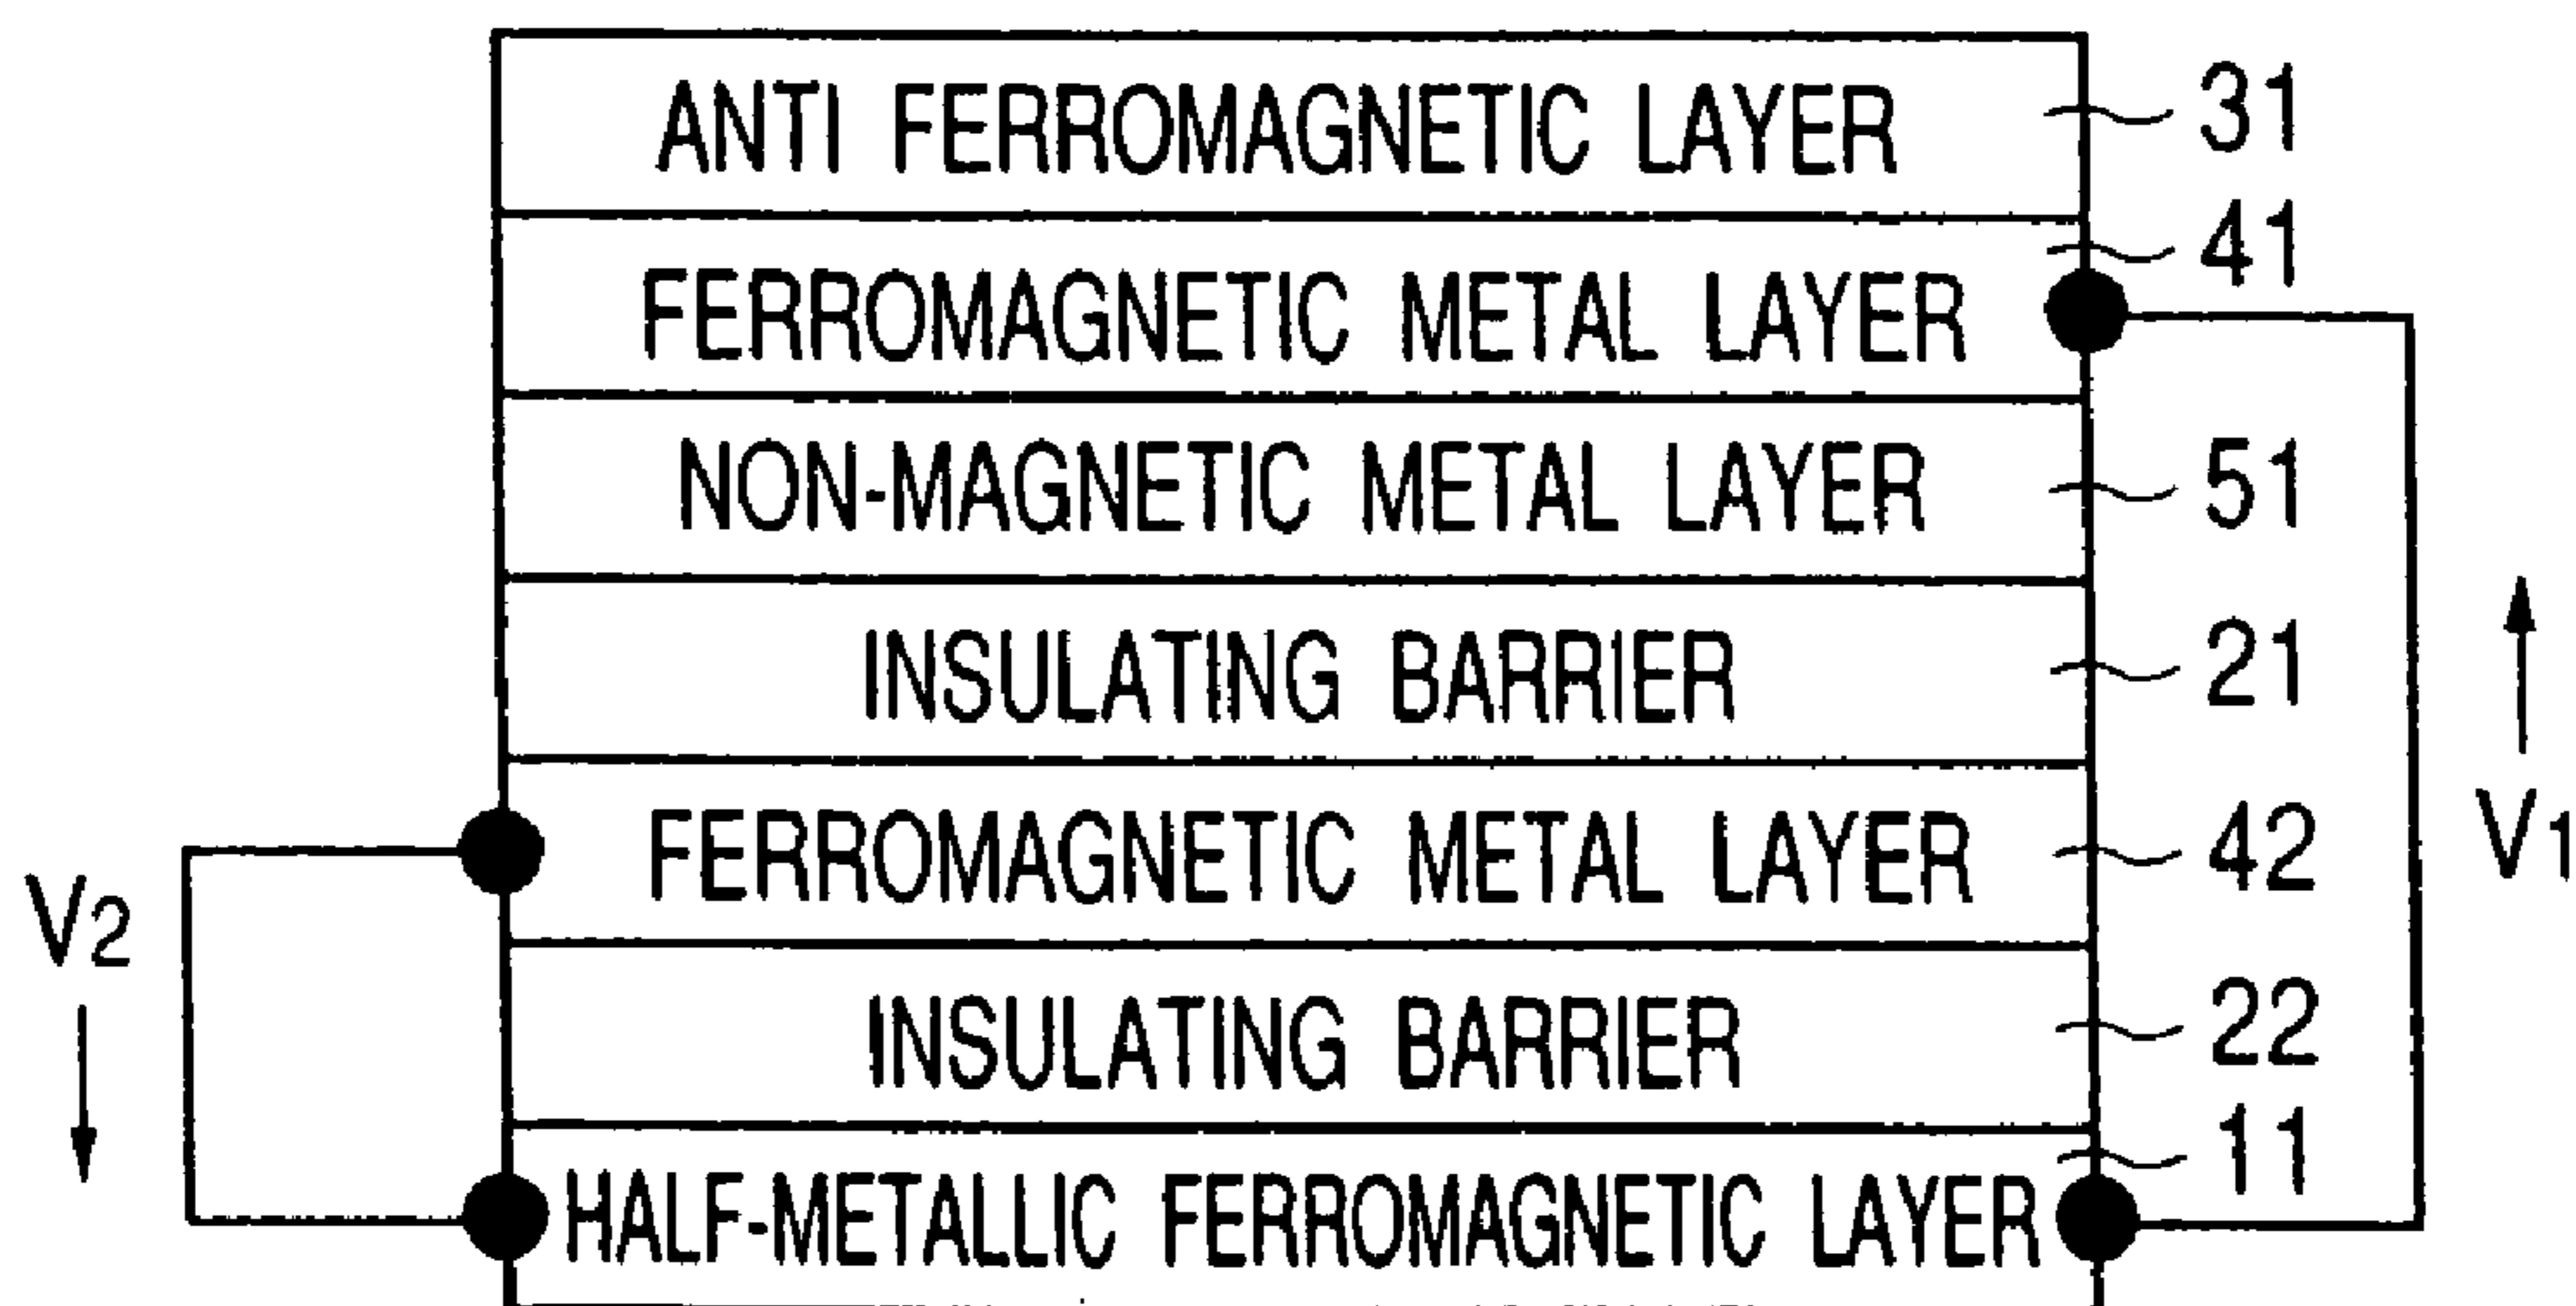 ANTI FERROMAGNETIC LAYER 31
FERROMAGNETIC METAL LAYER 41
NON-MAGNETIC METAL LAYER 51
INSULATING BARRIER 21
FERROMAGNETIC METAL LAYER 42
V1
V2
INSULATING BARRIER 22
HALF-METALLIC FERROMAGNETIC LAYER 11